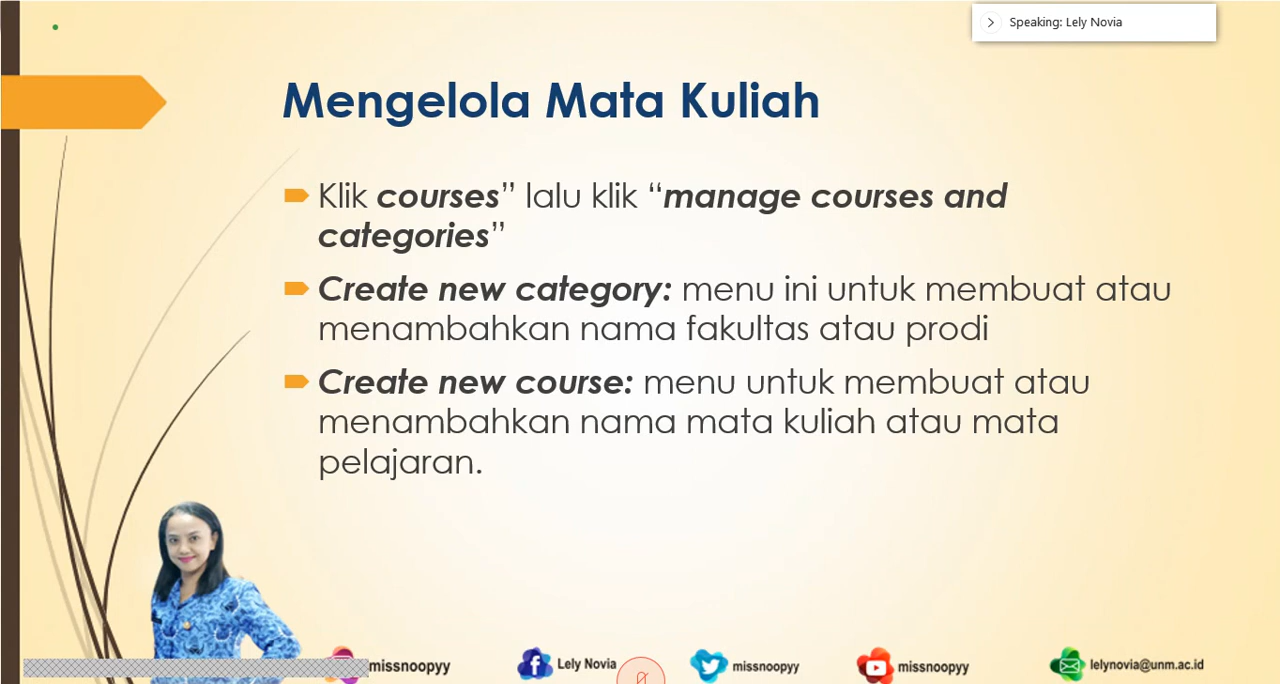 Speaking: Lely Novia
Mengelola Mata Kuliah
Klik courses” lalu klik “manage courses and
categories”
Create new category: menu ini untuk membuat atau
menambahkan nama fakultas atau prodi
Create new course: menu untuk membuat atau
menambahkan nama mata kuliah atau mata
pelajaran.
missnoopyy
Lely Novia
missnoopyy
missnoopyy
lelynovia@unm.ac.id